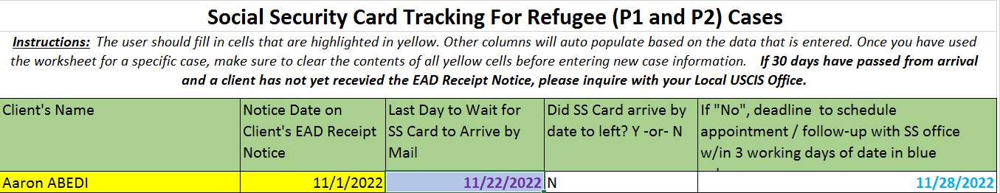 Social Security Card Tracking For Refugee (P1 and P2) Cases
Instructions: The user should fill in cells that are highlighted in yellow. Other columns will auto populate based on the data that is entered. Once you have used
the worksheet for a specific case, make sure to clear the contents of all yellow cells before entering new case information. If 30 days have passed from arrival
and a client has not yet recevied the EAD Receipt Notice, please inquire with your Local USCIS Office.
Client's Name
Notice Date on
Client's EAD Receipt
Notice
Last Day to Wait for
SS Card to Arrive by
Mail
Did SS Card arrive by
date to left? Y -or- N
If "No", deadline to schedule
appointment / follow-up with SS office
w/in 3 working days of date in blue
Aaron ABEDI
11/1/2022
11/22/2022
N
11/28/2022